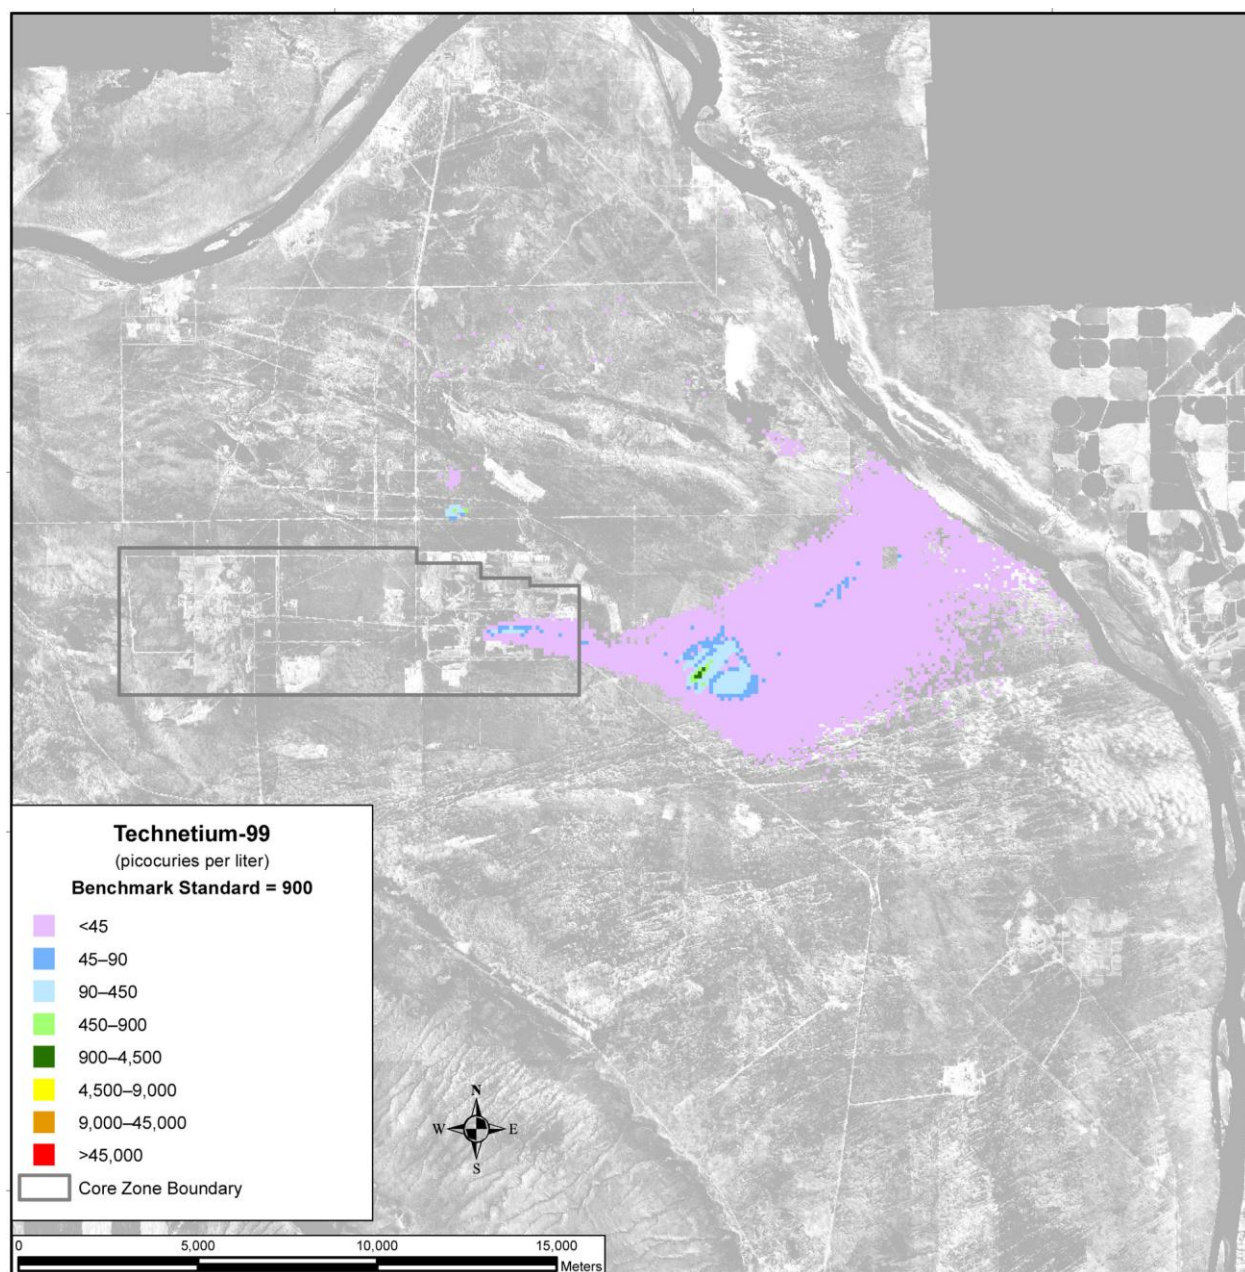 Technetium-99
(picocuries per liter)
Benchmark Standard = 900
<45
45–90
90–450
450–900
900–4,500
4,500–9,000
9,000–45,000
>45,000
Core Zone Boundary
N
W E
S
0 5,000 10,000 15,000
Meters